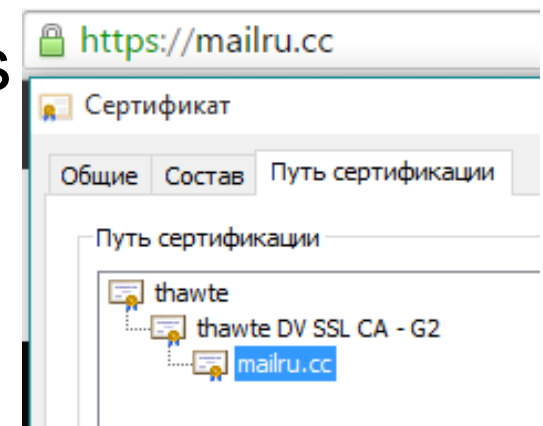 https://mailru.cc
s
Сертификат
Общие Состав Путь сертификации
Путь сертификации
thawte
thawte DV SSL CA - G2
mailru.cc